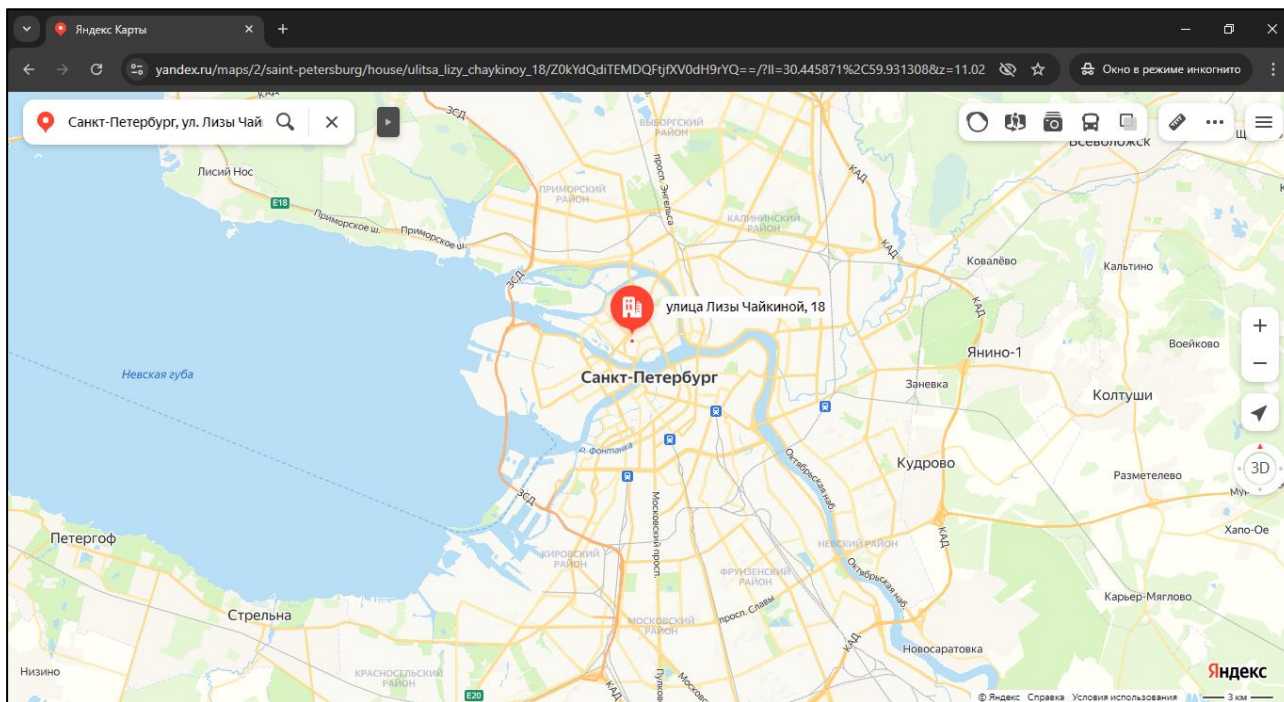 Яндекс Карты
yandex.ru/maps/2/saint-petersburg/house/ulitsa_lizy_chaykinoy_18/Z0kYdQdiTEMDQFtjfXV0dH9rYQ==/?ll=30.445871%2C59.931308&z=11.02
Окно в режиме инкогнито
Санкт-Петербург, ул. Лизы Чай
ЗСД
ВЫБОРГСКИЙ
РАЙОН
Всеволожск
Лисий Нос
просп. Энгельса
КАД
E18
Приморское ш.
Приморское ш.
ПРИМОРСКИЙ
РАЙОН
КАЛИНИНСКИЙ
РАЙОН
КАД
Ковалёво
Кальтино
ЗСД
КАД
улица Лизы Чайкиной, 18
Янино-1
Воейково
Невская губа
Санкт-Петербург
Заневка
Колтуши
р. Фонтанка
Октябрьская наб.
Кудрово
3D
Разметелево
ЗСД
Московский просп.
Петергоф
КАД
Хапо-Ое
КИРОВСКИЙ
РАЙОН
НЕВСКИЙ РАЙОН
ФРУНЗЕНСКИЙ
РАЙОН
Октябрьская наб.
Стрельна
Карьер-Мяглово
просп. Славы
МОСКОВСКИЙ
РАЙОН
КАД
Новосаратовка
Низино
КРАСНОСЕЛЬСКИЙ
РАЙОН
E20
Яндекс
© Яндекс Справка Условия использования 3 км